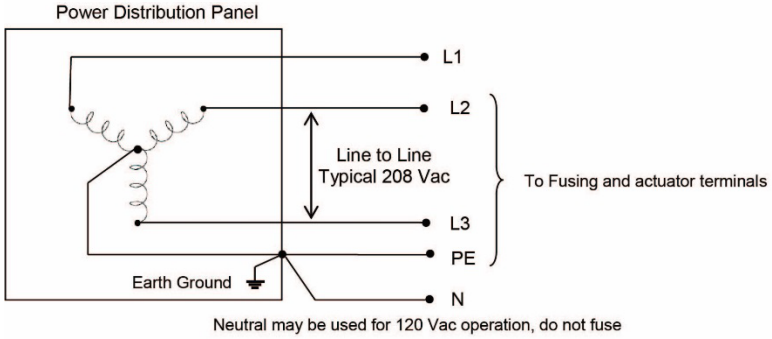 Power Distribution Panel
L1
L2
Line to Line
Typical 208 Vac
To Fusing and actuator terminals
L3
PE
Earth Ground
N
Neutral may be used for 120 Vac operation, do not fuse